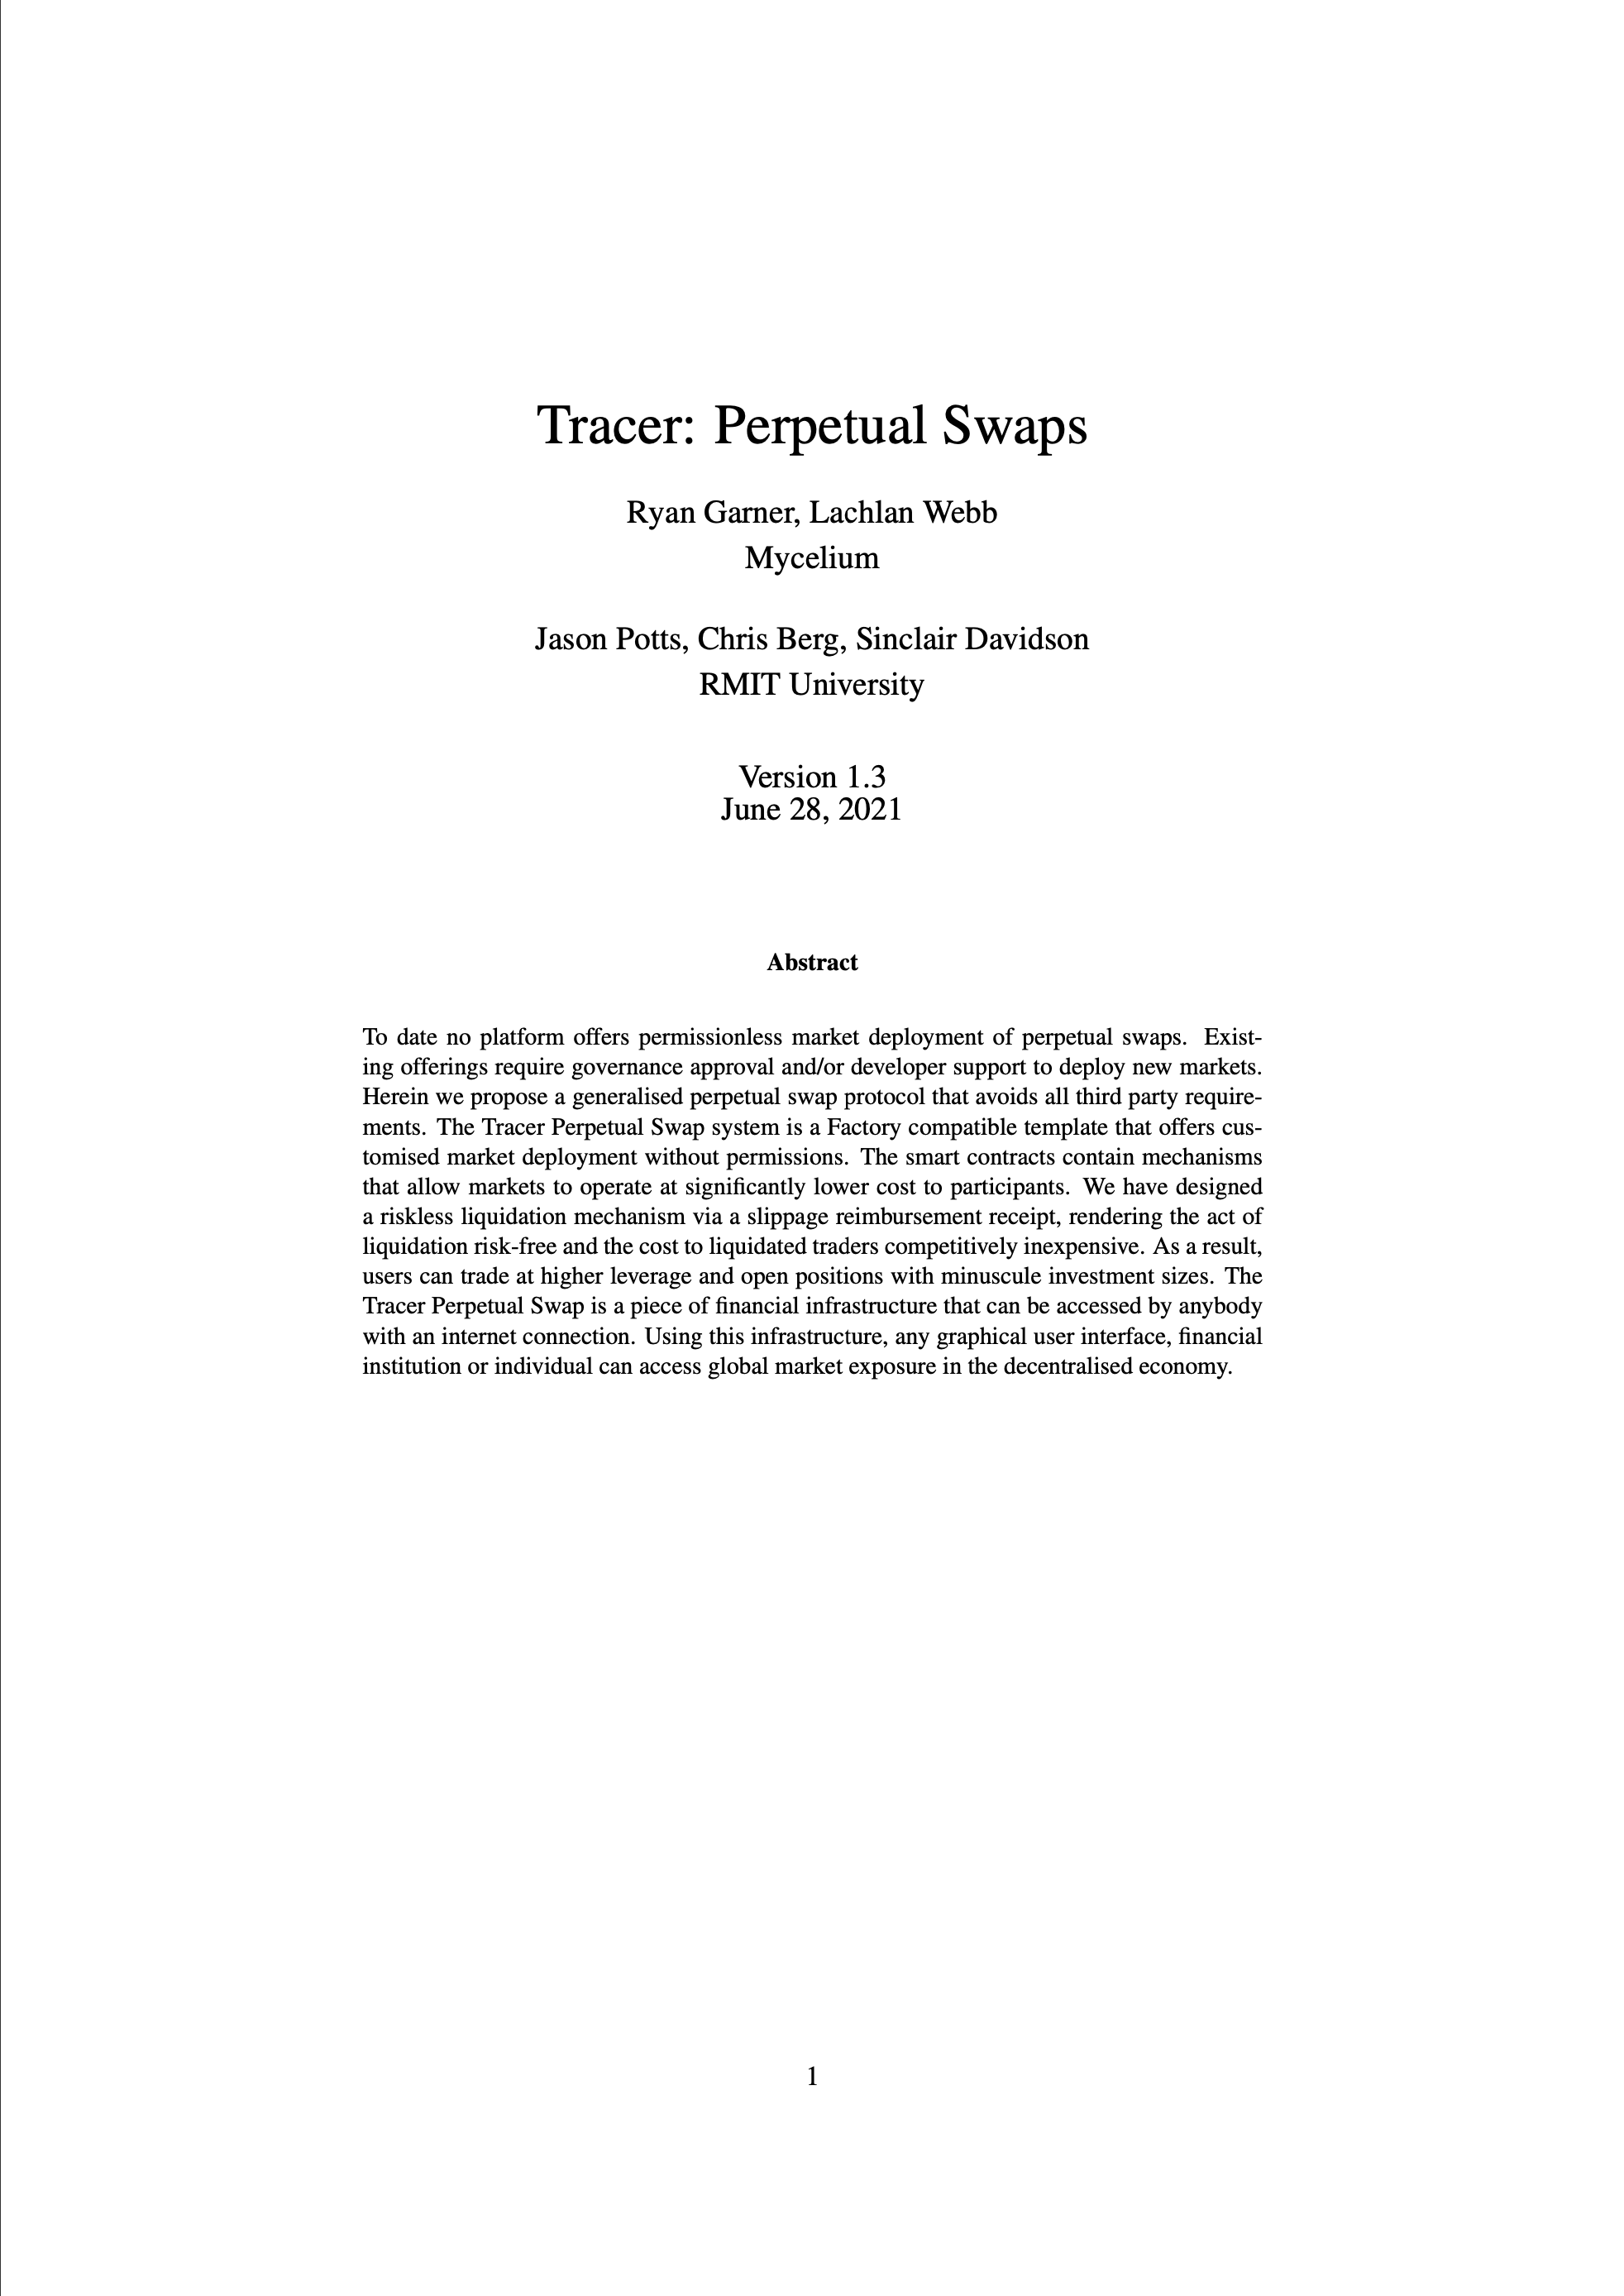 Tracer: Perpetual Swaps
Ryan Garner, Lachlan Webb
Mycelium
Jason Potts, Chris Berg, Sinclair Davidson
RMIT University
Version 1.3
June 28, 2021
Abstract
To date no platform offers permissionless market deployment of perpetual swaps. Exist-
ing offerings require governance approval and/or developer support to deploy new markets.
Herein we propose a generalised perpetual swap protocol that avoids all third party require-
ments. The Tracer Perpetual Swap system is a Factory compatible template that offers cus-
tomised market deployment without permissions. The smart contracts contain mechanisms
that allow markets to operate at significantly lower cost to participants. We have designed
a riskless liquidation mechanism via a slippage reimbursement receipt, rendering the act of
liquidation risk-free and the cost to liquidated traders competitively inexpensive. As a result,
users can trade at higher leverage and open positions with minuscule investment sizes. The
Tracer Perpetual Swap is a piece of financial infrastructure that can be accessed by anybody
with an internet connection. Using this infrastructure, any graphical user interface, financial
institution or individual can access global market exposure in the decentralised economy.
1